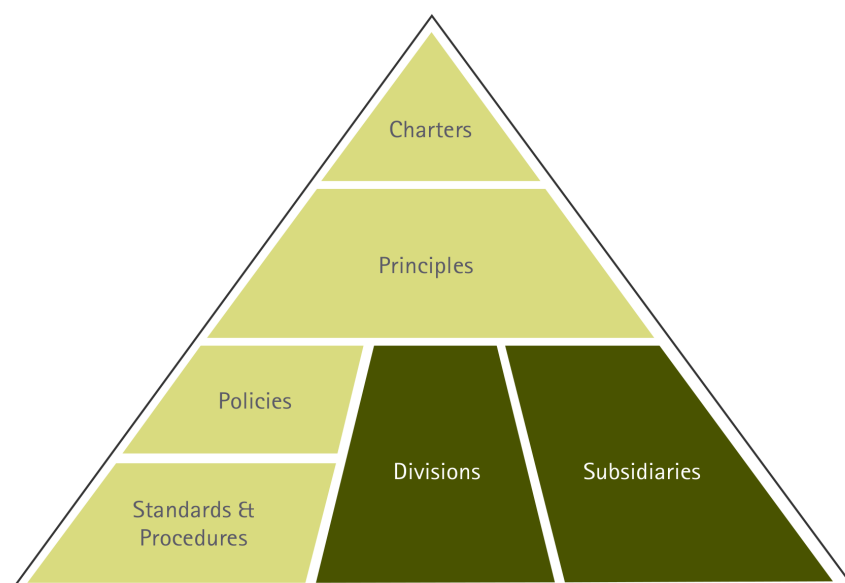 Charters
Principles
Policies
Divisions
Subsidiaries
Standards &
Procedures